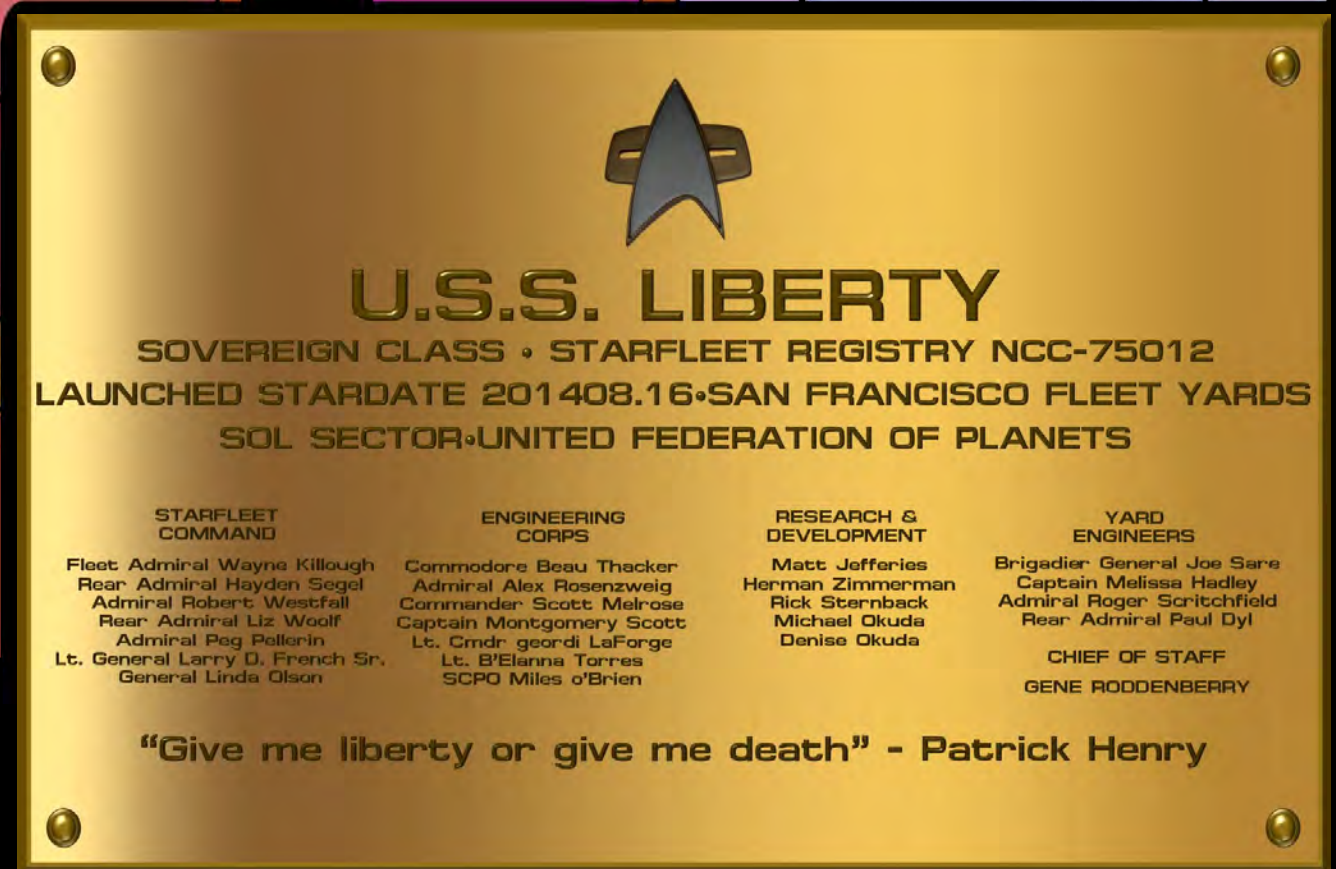 U.S.S. LIBERTY
SOVEREIGN CLASS • STARFLEET REGISTRY NCC-75012
LAUNCHED STARDATE 201408.16•SAN FRANCISCO FLEET YARDS
SOL SECTOR•UNITED FEDERATION OF PLANETS
STARFLEET
COMMAND
Fleet Admiral Wayne Killough
Rear Admiral Hayden Segel
Admiral Robert Westfall
Rear Admiral Liz Woolf
Admiral Peg Pellerin
Lt. General Larry D. French Sr.
General Linda Olson
ENGINEERING
CORPS
Commodore Beau Thacker
Admiral Alex Rosenzweig
Commander Scott Melrose
Captain Montgomery Scott
Lt. Cmdr geordi LaForge
Lt. B'Elanna Torres
SCPO Miles o'Brien
RESEARCH &
DEVELOPMENT
Matt Jefferies
Herman Zimmerman
Rick Sternback
Michael Okuda
Denise Okuda
YARD
ENGINEERS
Brigadier General Joe Sare
Captain Melissa Hadley
Admiral Roger Scritchfield
Rear Admiral Paul Dyl
CHIEF OF STAFF
GENE RODDENBERRY
“Give me liberty or give me death” - Patrick Henry